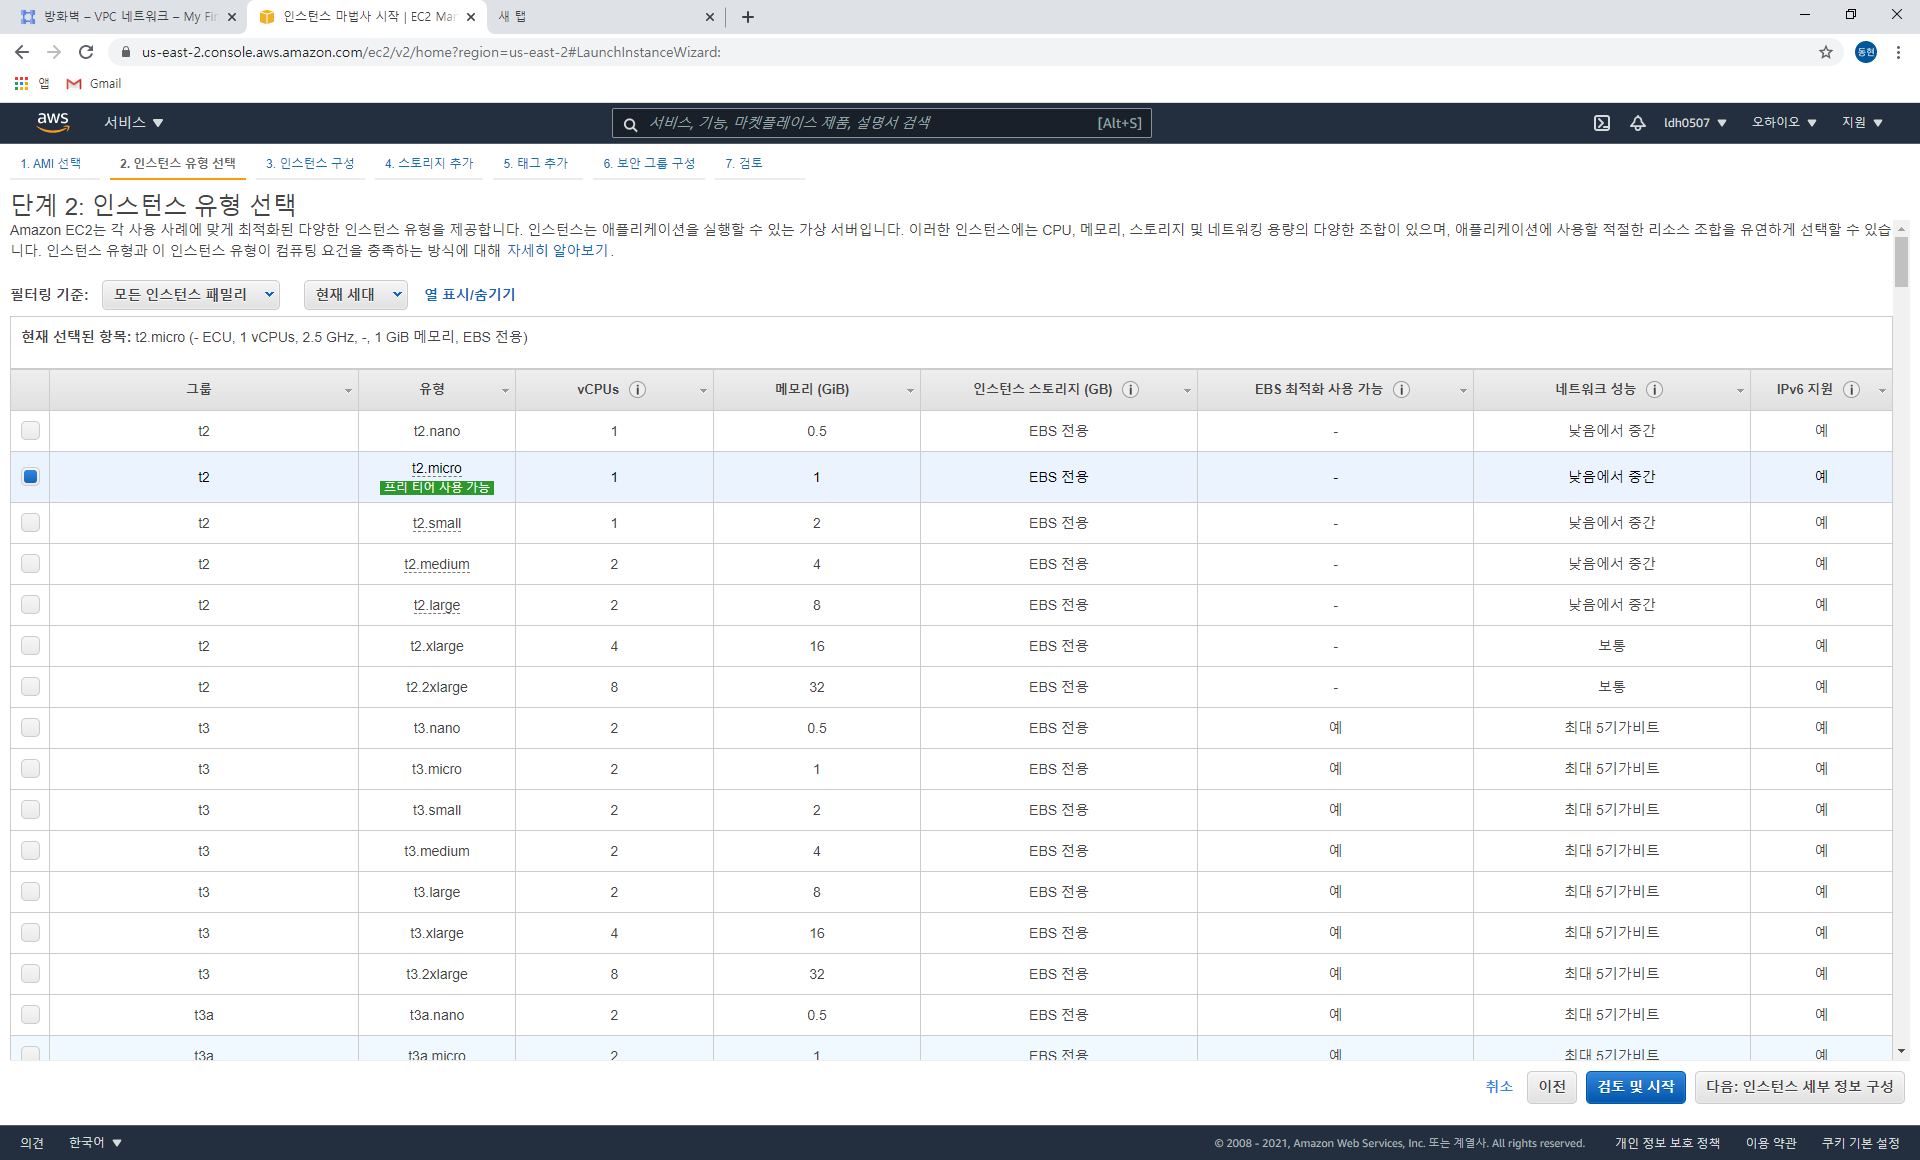 방화벽 – VPC 네트워크 – My Fir
인스턴스 마법사 시작 | EC2 Mar
새 탭
us-east-2.console.aws.amazon.com/ec2/v2/home?region=us-east-2#LaunchInstanceWizard:
동현
앱 Gmail
aws 서비스 서비스, 기능, 마켓플레이스 제품, 설명서 검색 [Alt+S] ldh0507 오하이오 지원
1. AMI 선택 2. 인스턴스 유형 선택 3. 인스턴스 구성 4. 스토리지 추가 5. 태그 추가 6. 보안 그룹 구성 7. 검토
단계 2: 인스턴스 유형 선택
Amazon EC2는 각 사용 사례에 맞게 최적화된 다양한 인스턴스 유형을 제공합니다. 인스턴스는 애플리케이션을 실행할 수 있는 가상 서버입니다. 이러한 인스턴스에는 CPU, 메모리, 스토리지 및 네트워킹 용량의 다양한 조합이 있으며, 애플리케이션에 사용할 적절한 리소스 조합을 유연하게 선택할 수 있습
니다. 인스턴스 유형과 이 인스턴스 유형이 컴퓨팅 요건을 충족하는 방식에 대해 자세히 알아보기.
필터링 기준: 모든 인스턴스 패밀리 현재 세대 열 표시/숨기기
현재 선택된 항목: t2.micro (- ECU, 1 vCPUs, 2.5 GHz, -, 1 GiB 메모리, EBS 전용)
그룹 유형 vCPUs 메모리 (GiB) 인스턴스 스토리지 (GB) EBS 최적화 사용 가능 네트워크 성능 IPv6 지원
t2 t2.nano 1 0.5 EBS 전용 - 낮음에서 중간 예
t2 t2.micro 프리 티어 사용 가능 1 1 EBS 전용 - 낮음에서 중간 예
t2 t2.small 1 2 EBS 전용 - 낮음에서 중간 예
t2 t2.medium 2 4 EBS 전용 - 낮음에서 중간 예
t2 t2.large 2 8 EBS 전용 - 낮음에서 중간 예
t2 t2.xlarge 4 16 EBS 전용 - 보통 예
t2 t2.2xlarge 8 32 EBS 전용 - 보통 예
t3 t3.nano 2 0.5 EBS 전용 예 최대 5기가비트 예
t3 t3.micro 2 1 EBS 전용 예 최대 5기가비트 예
t3 t3.small 2 2 EBS 전용 예 최대 5기가비트 예
t3 t3.medium 2 4 EBS 전용 예 최대 5기가비트 예
t3 t3.large 2 8 EBS 전용 예 최대 5기가비트 예
t3 t3.xlarge 4 16 EBS 전용 예 최대 5기가비트 예
t3 t3.2xlarge 8 32 EBS 전용 예 최대 5기가비트 예
t3a t3a.nano 2 0.5 EBS 전용 예 최대 5기가비트 예
t3a t3a.micro 2 1 EBS 전용 예 최대 5기가비트 예
취소 이전 검토 및 시작 다음: 인스턴스 세부 정보 구성
의견 한국어 © 2008 - 2021, Amazon Web Services, Inc. 또는 계열사. All rights reserved. 개인 정보 보호 정책 이용 약관 쿠키 기본 설정